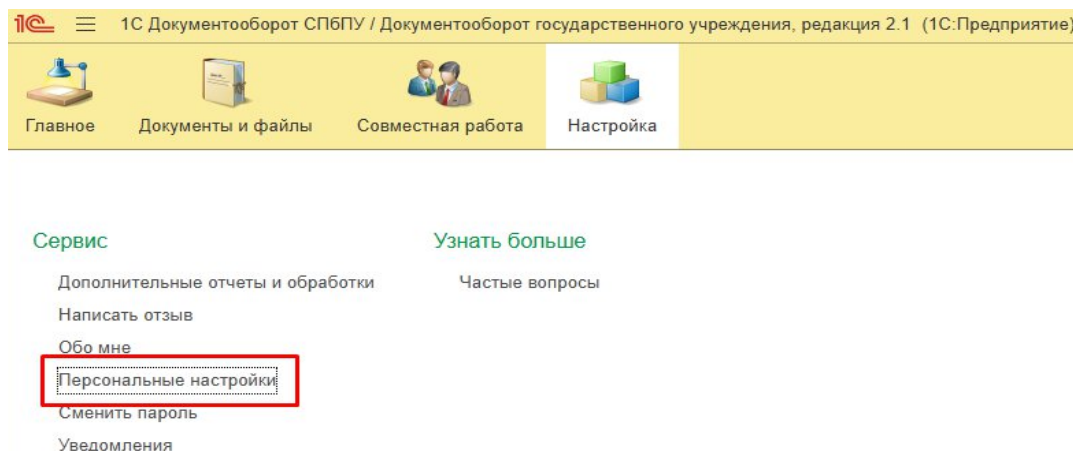 1С Документооборот СПбПУ / Документооборот государственного учреждения, редакция 2.1 (1С:Предприятие)
Главное Документы и файлы Совместная работа Настройка
Сервис Узнать больше
Дополнительные отчеты и обработки Частые вопросы
Написать отзыв
Обо мне
Персональные настройки
Сменить пароль
Уведомления